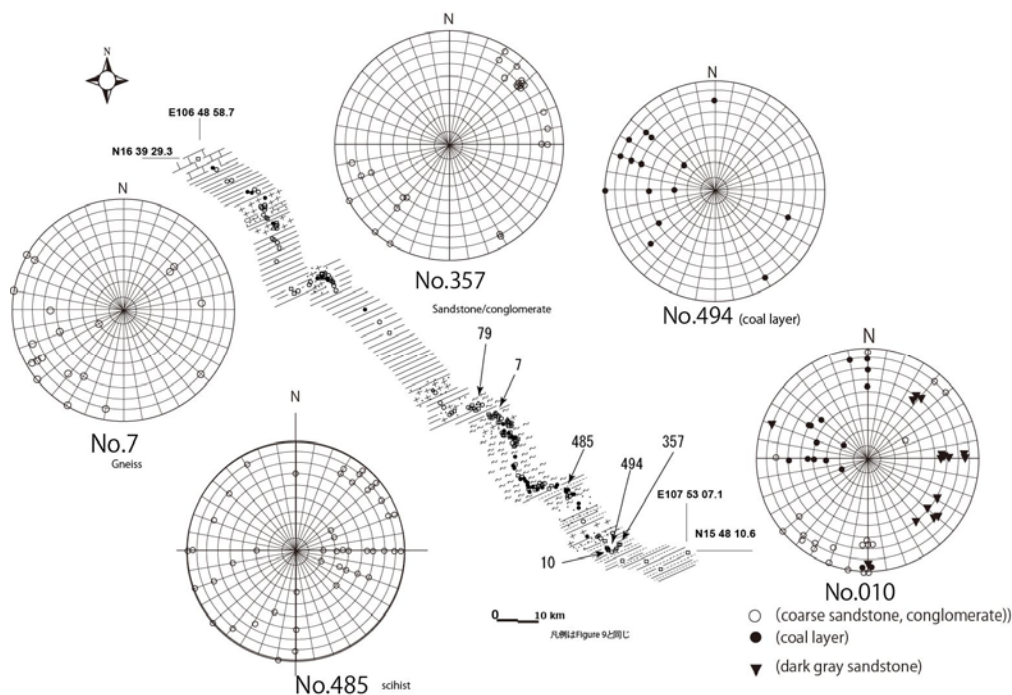 N
E106 48 58.7
N16 39 29.3
N
No.357
Sandstone/conglomerate
N
No.494 (coal layer)
N
No.7
Gneiss
79
7
485
494
357
10
E107 53 07.1
N15 48 10.6
N
No.485 scihist
0 10 km
凡例はFigure 9と同じ
N
No.010
(coarse sandstone, conglomerate))
(coal layer)
(dark gray sandstone)